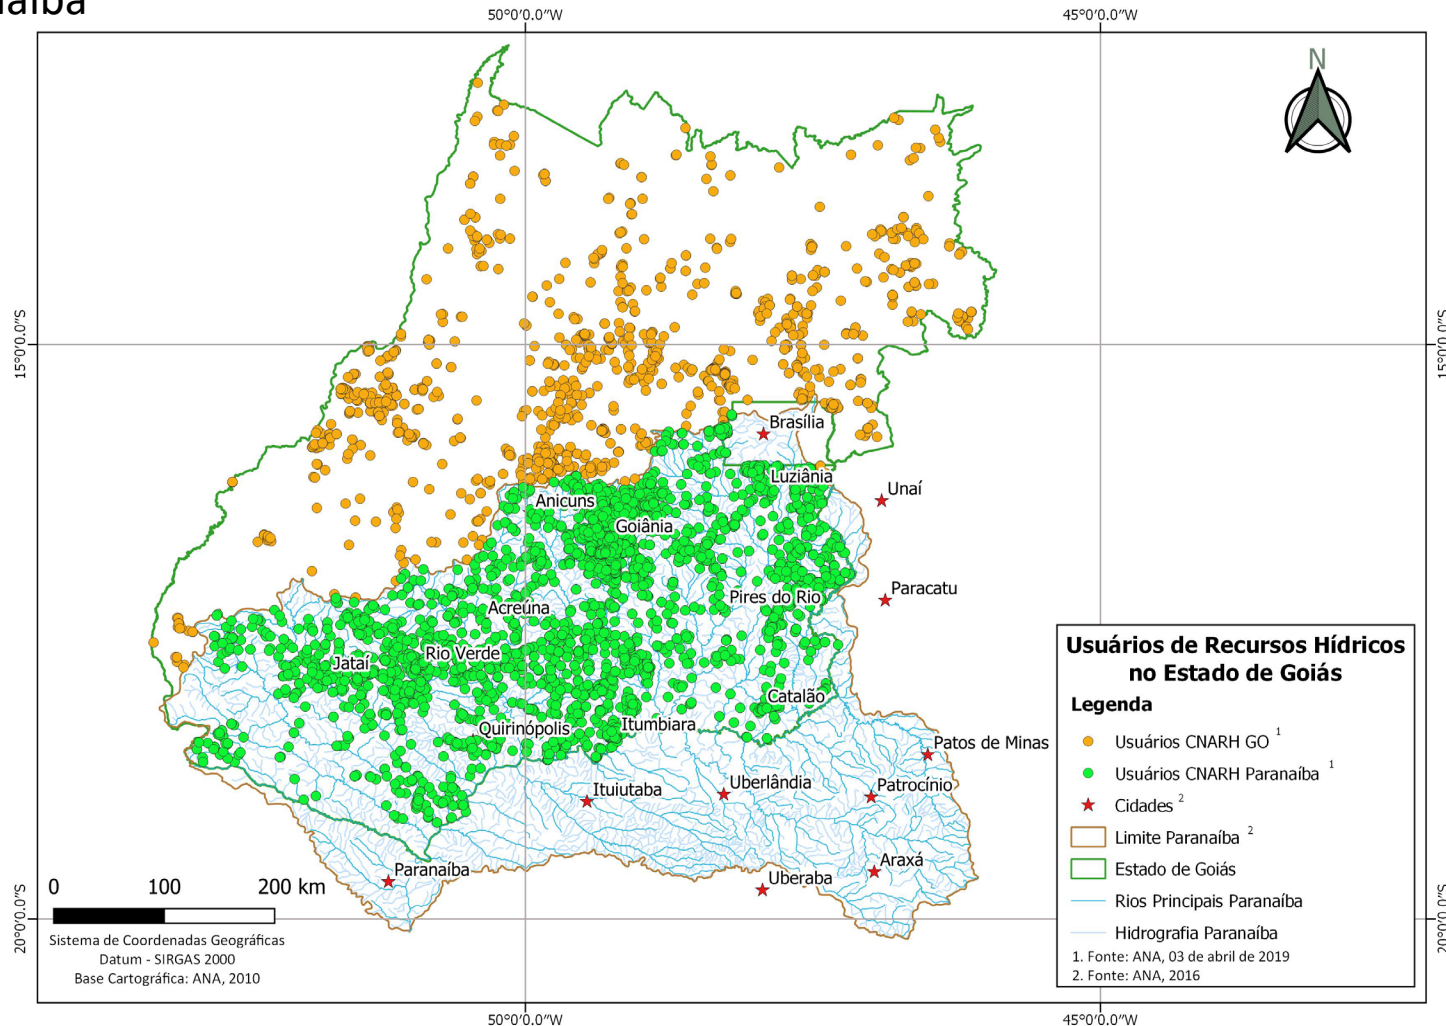 50°0'0.0"W
45°0'0.0"W
N
15°0'0.0"S
15°0'0.0"S
Brasília
Luziânia
Unaí
Anicuns
Goiânia
Paracatu
Pires do Rio
Acreúna
Rio Verde
Jataí
Catalão
Quirinópolis
Itumbiara
Patos de Minas
Ituiutaba
Uberlândia
Patrocínio
Paranaíba
Uberaba
Araxá
Usuários de Recursos Hídricos
no Estado de Goiás
Legenda
Usuários CNARH GO 1
Usuários CNARH Paranaíba 1
Cidades 2
Limite Paranaíba 2
Estado de Goiás
Rios Principais Paranaíba
Hidrografia Paranaíba
1. Fonte: ANA, 03 de abril de 2019
2. Fonte: ANA, 2016
0 100 200 km
Sistema de Coordenadas Geográficas
Datum - SIRGAS 2000
Base Cartográfica: ANA, 2010
20°0'0.0"S
20°0'0.0"S
50°0'0.0"W
45°0'0.0"W